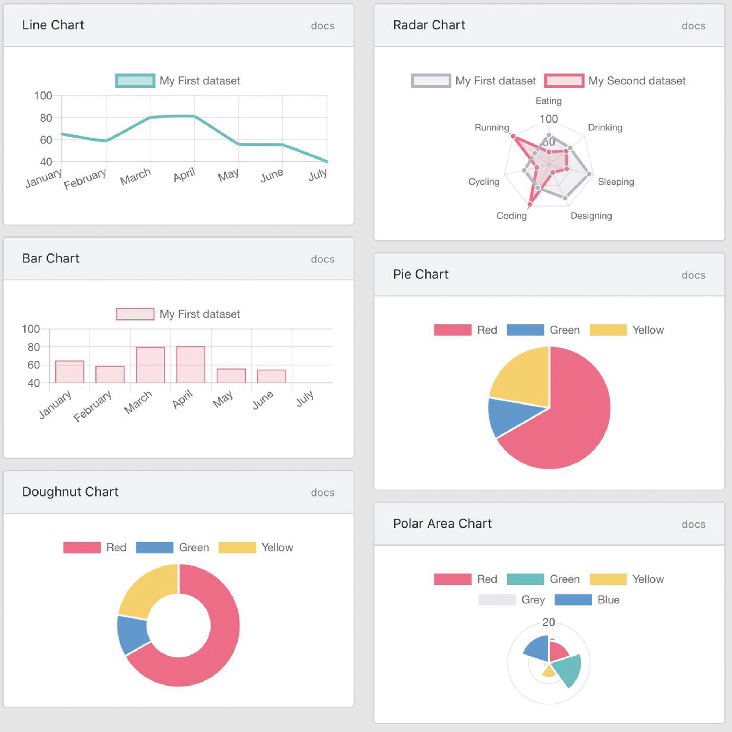 Line Chart docs
My First dataset
100
80
60
40
January February March April May June July
Bar Chart docs
My First dataset
100
80
60
40
January February March April May June July
Doughnut Chart docs
Red Green Yellow
Radar Chart docs
My First dataset My Second dataset
Eating
100
Running Drinking
50
Cycling Sleeping
Coding Designing
Pie Chart docs
Red Green Yellow
Polar Area Chart docs
Red Green Yellow
Grey Blue
20